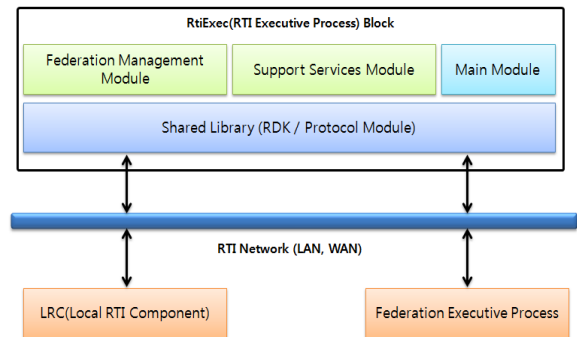 RtiExec(RTI Executive Process) Block
Federation Management
Module
Support Services Module
Main Module
Shared Library (RDK / Protocol Module)
RTI Network (LAN, WAN)
LRC(Local RTI Component)
Federation Executive Process